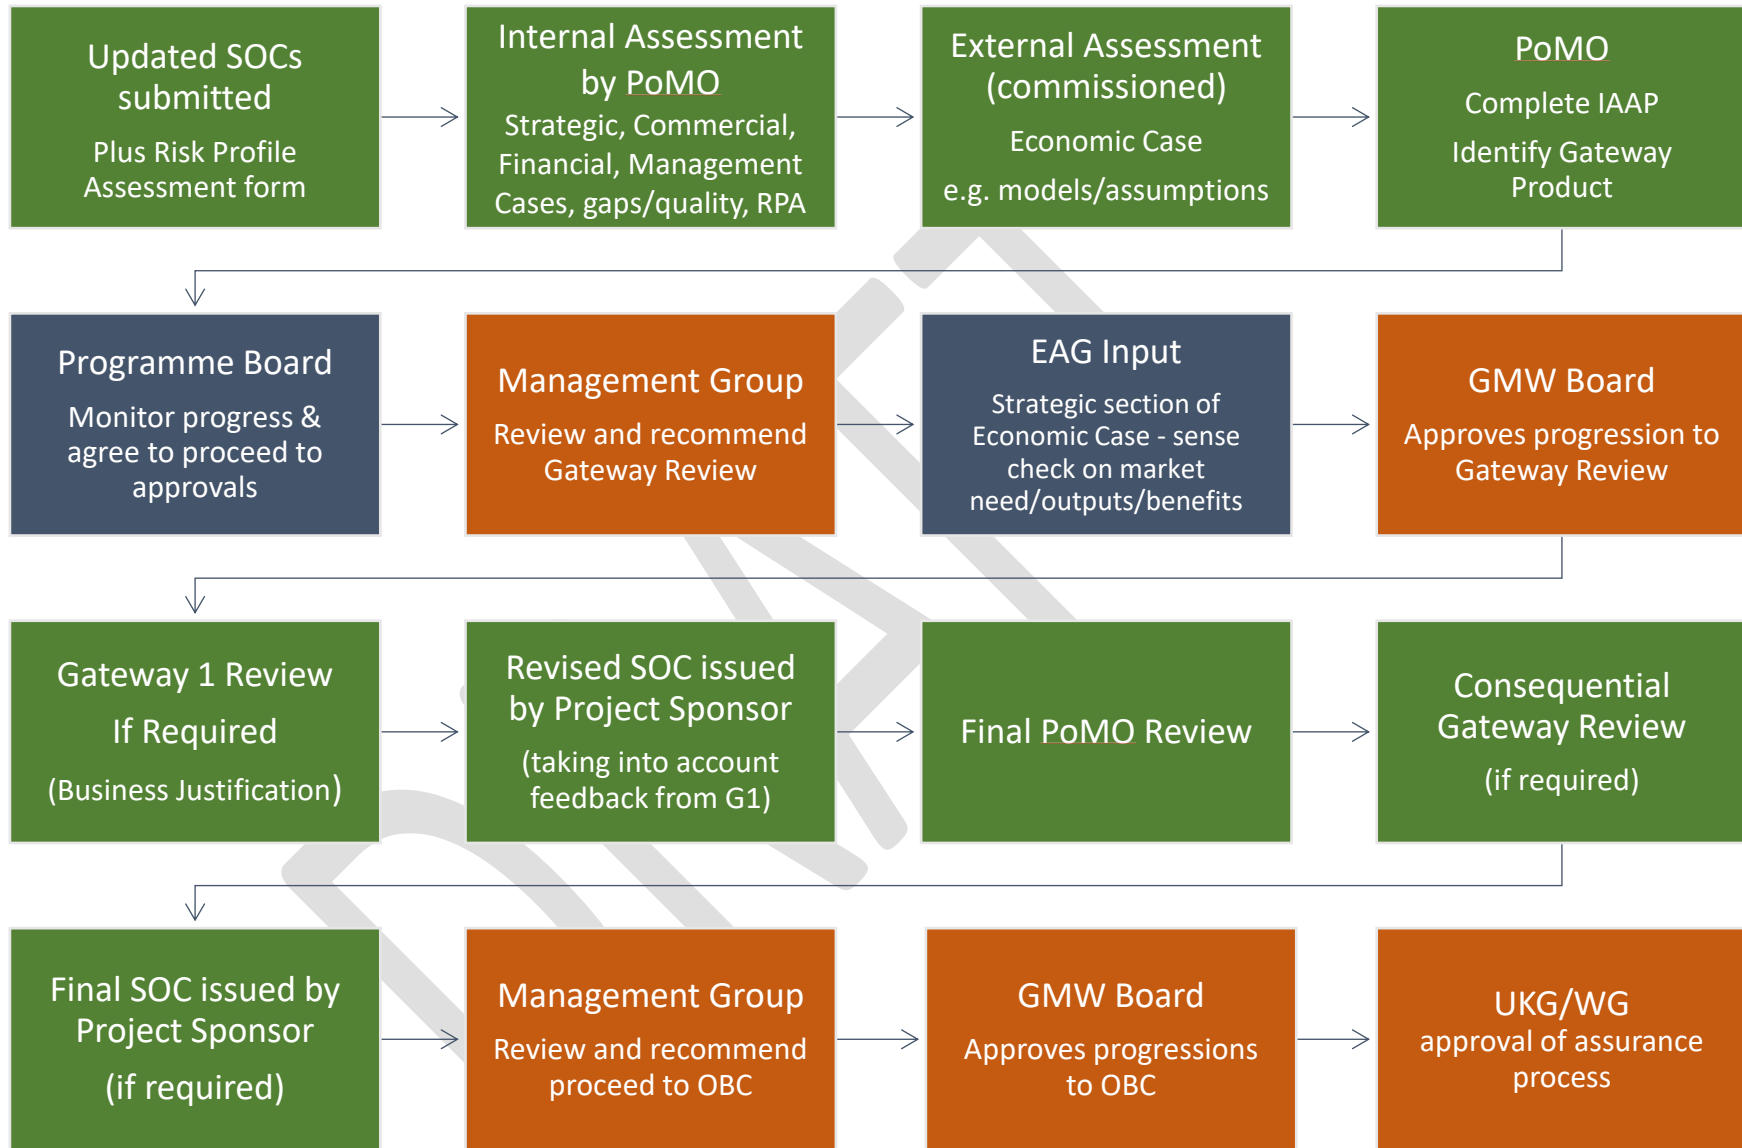 Updated SOCs
submitted
Plus Risk Profile
Assessment form
Internal Assessment
by PoMO
Strategic, Commercial,
Financial, Management
Cases, gaps/quality, RPA
External Assessment
(commissioned)
Economic Case
e.g. models/assumptions
PoMO
Complete IAAP
Identify Gateway
Product
Programme Board
Monitor progress &
agree to proceed to
approvals
Management Group
Review and recommend
Gateway Review
EAG Input
Strategic section of
Economic Case - sense
check on market
need/outputs/benefits
GMW Board
Approves progression to
Gateway Review
Gateway 1 Review
If Required
(Business Justification)
Revised SOC issued
by Project Sponsor
(taking into account
feedback from G1)
Final PoMO Review
Consequential
Gateway Review
(if required)
Final SOC issued by
Project Sponsor
(if required)
Management Group
Review and recommend
proceed to OBC
GMW Board
Approves progressions
to OBC
UKG/WG
approval of assurance
process
DRAFT